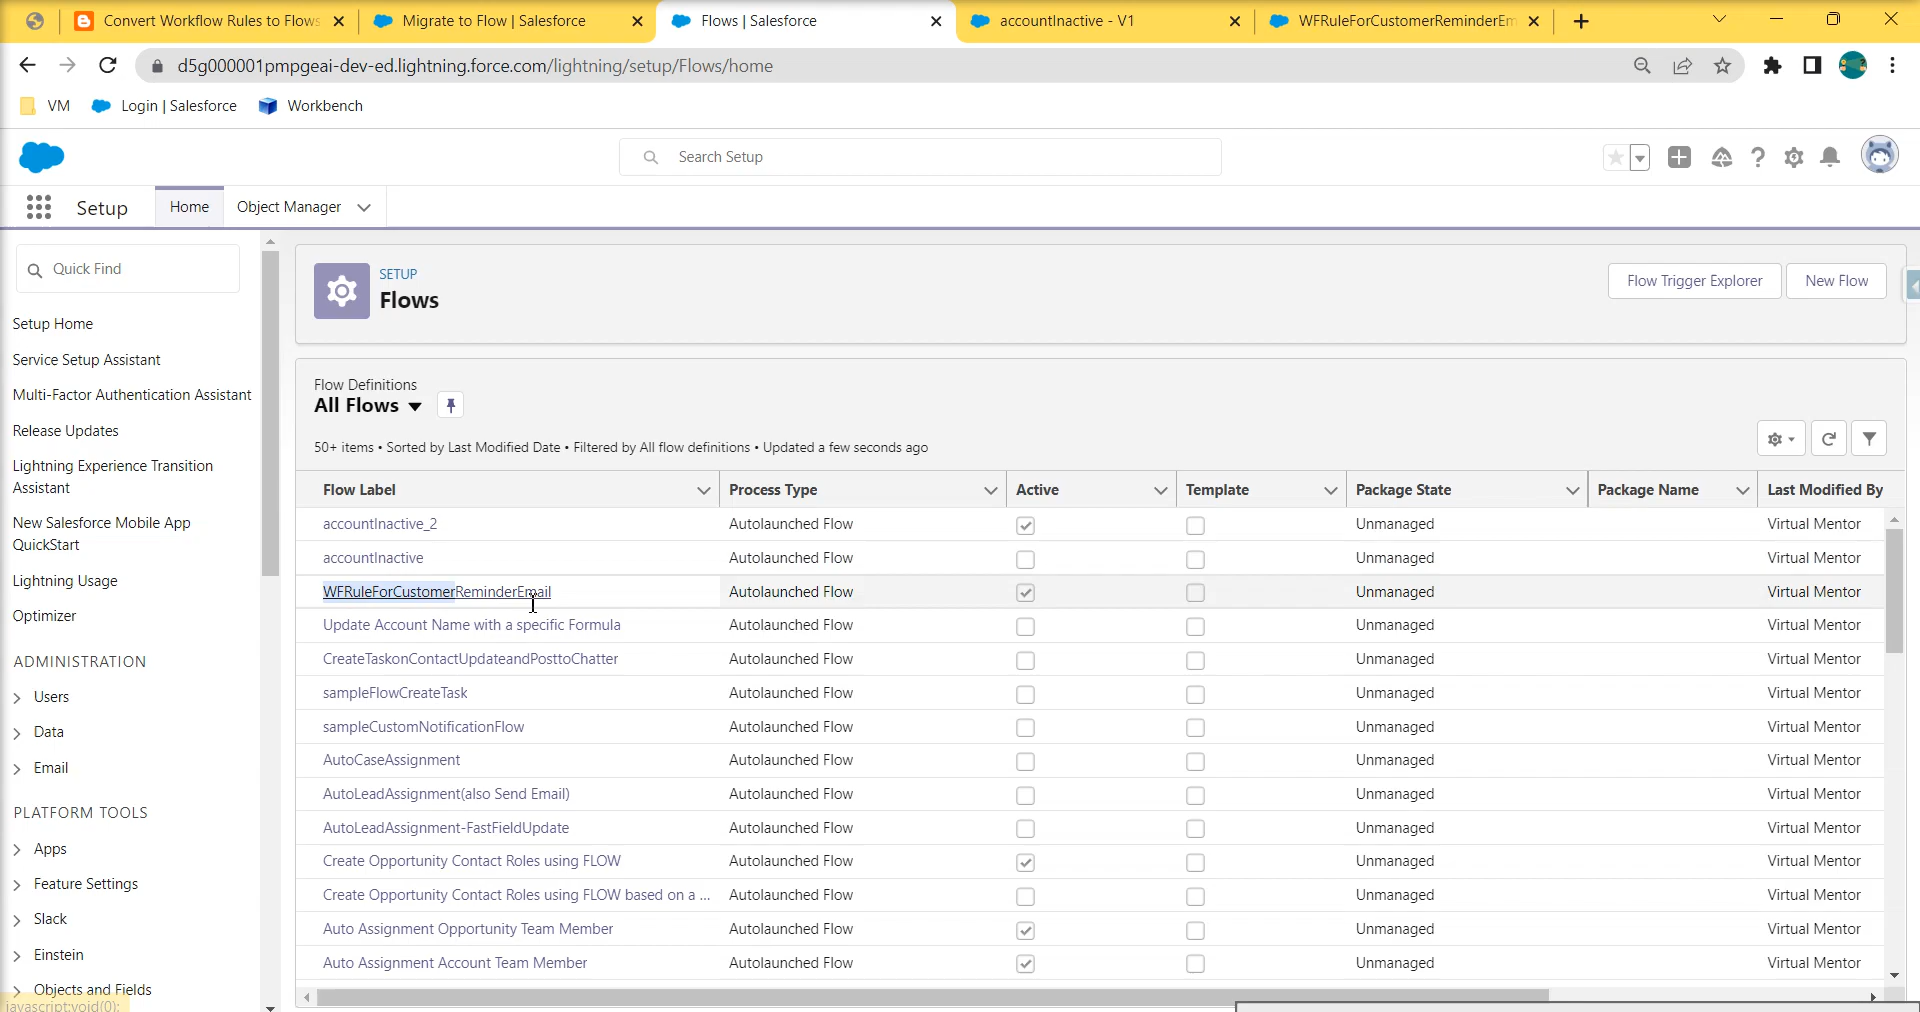 Convert Workflow Rules to Flows
Migrate to Flow | Salesforce
Flows | Salesforce
accountInactive - V1
WFRuleForCustomerReminderEm
d5g000001pmpgeai-dev-ed.lightning.force.com/lightning/setup/Flows/home
VM
Login | Salesforce
Workbench
Search Setup
Setup
Home
Object Manager
Quick Find
Setup Home
Service Setup Assistant
Multi-Factor Authentication Assistant
Release Updates
Lightning Experience Transition
Assistant
New Salesforce Mobile App
QuickStart
Lightning Usage
Optimizer
ADMINISTRATION
Users
Data
Email
PLATFORM TOOLS
Apps
Feature Settings
Slack
Einstein
Objects and Fields
javascript:void(0);
SETUP
Flows
Flow Trigger Explorer
New Flow
Flow Definitions
All Flows
50+ items • Sorted by Last Modified Date • Filtered by All flow definitions • Updated a few seconds ago
Flow Label Process Type Active Template Package State Package Name Last Modified By
accountInactive_2 Autolaunched Flow Unmanaged Virtual Mentor
accountInactive Autolaunched Flow Unmanaged Virtual Mentor
WFRuleForCustomerReminderEmail Autolaunched Flow Unmanaged Virtual Mentor
Update Account Name with a specific Formula Autolaunched Flow Unmanaged Virtual Mentor
CreateTaskonContactUpdateandPosttoChatter Autolaunched Flow Unmanaged Virtual Mentor
sampleFlowCreateTask Autolaunched Flow Unmanaged Virtual Mentor
sampleCustomNotificationFlow Autolaunched Flow Unmanaged Virtual Mentor
AutoCaseAssignment Autolaunched Flow Unmanaged Virtual Mentor
AutoLeadAssignment(also Send Email) Autolaunched Flow Unmanaged Virtual Mentor
AutoLeadAssignment-FastFieldUpdate Autolaunched Flow Unmanaged Virtual Mentor
Create Opportunity Contact Roles using FLOW Autolaunched Flow Unmanaged Virtual Mentor
Create Opportunity Contact Roles using FLOW based on a ... Autolaunched Flow Unmanaged Virtual Mentor
Auto Assignment Opportunity Team Member Autolaunched Flow Unmanaged Virtual Mentor
Auto Assignment Account Team Member Autolaunched Flow Unmanaged Virtual Mentor